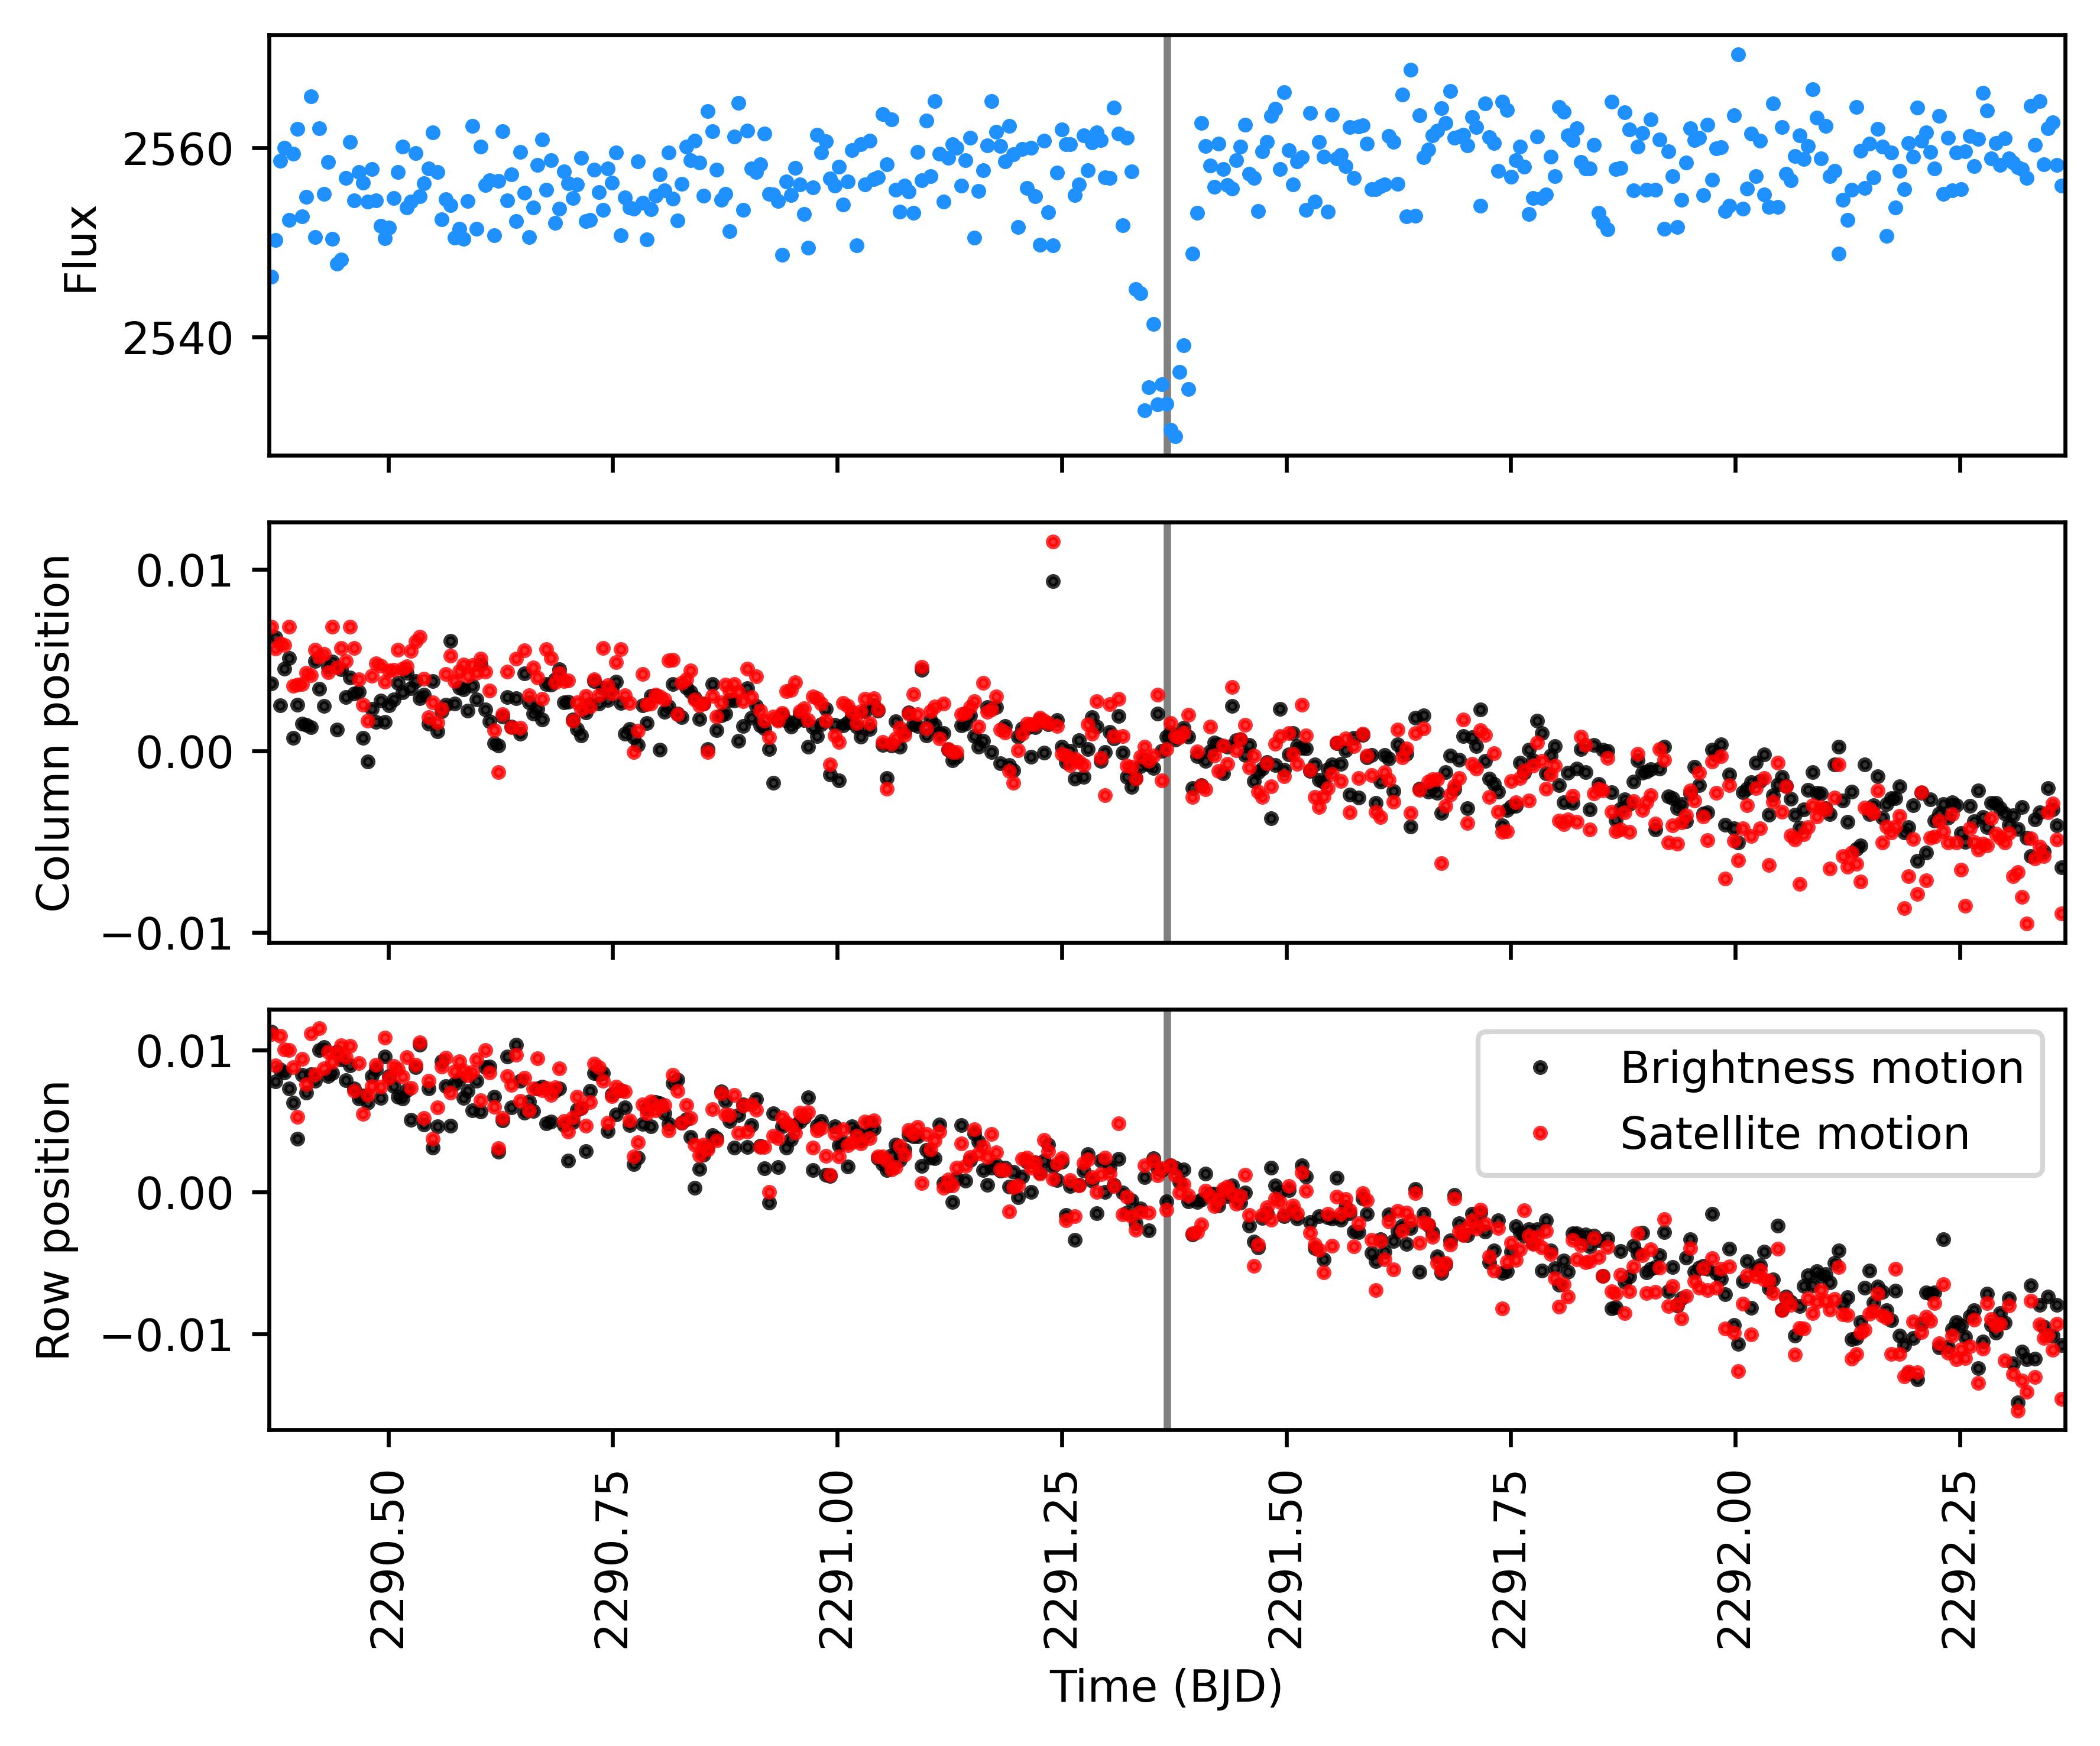 Flux
2560
2540
Column position
0.01
0.00
−0.01
Row position
0.01
0.00
−0.01
Brightness motion
Satellite motion
2290.50
2290.75
2291.00
2291.25
2291.50
2291.75
2292.00
2292.25
Time (BJD)